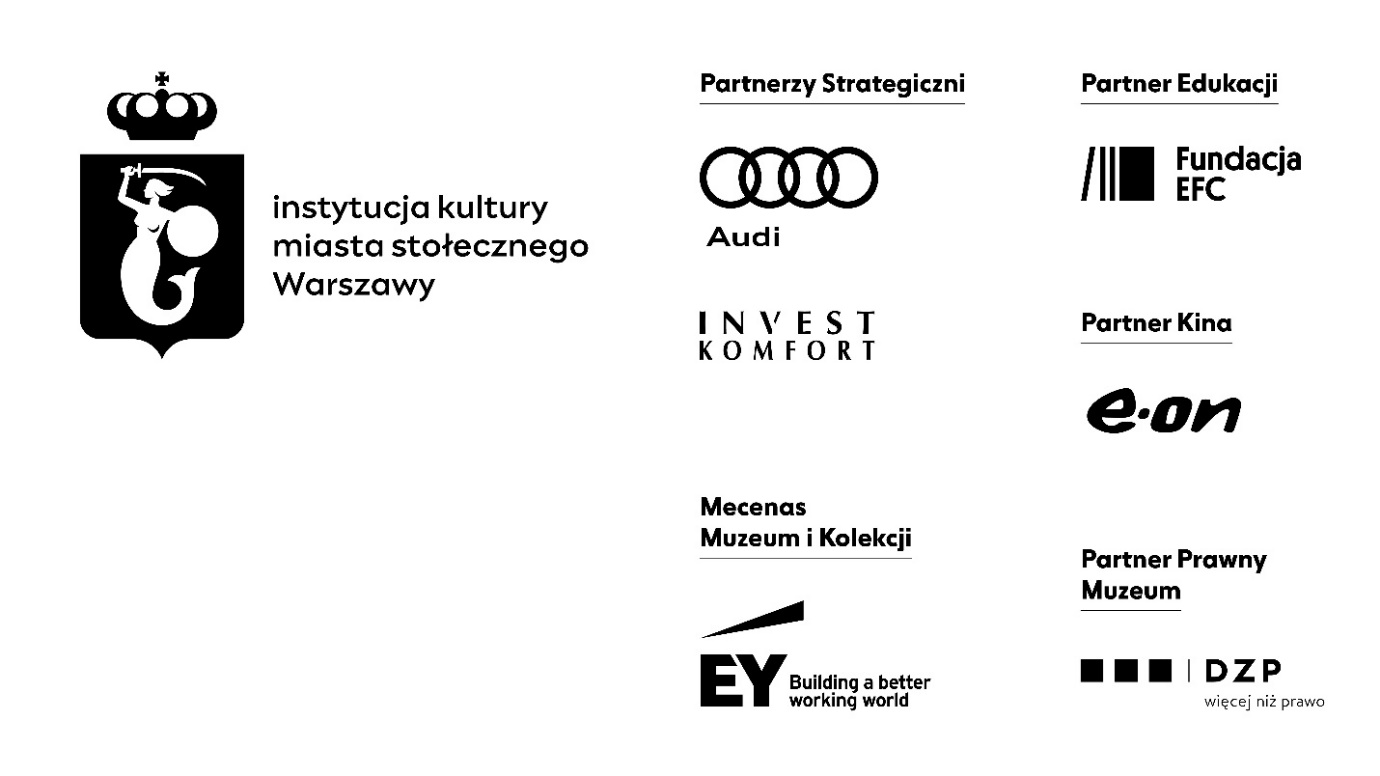 instytucja kultury
miasta stołecznego
Warszawy
Partnerzy Strategiczni
Audi
INVEST
KOMFORT
Mecenas
Muzeum i Kolekcji
EY
Building a better
working world
Partner Edukacji
Fundacja
EFC
Partner Kina
e·on
Partner Prawny
Muzeum
DZP
więcej niż prawo